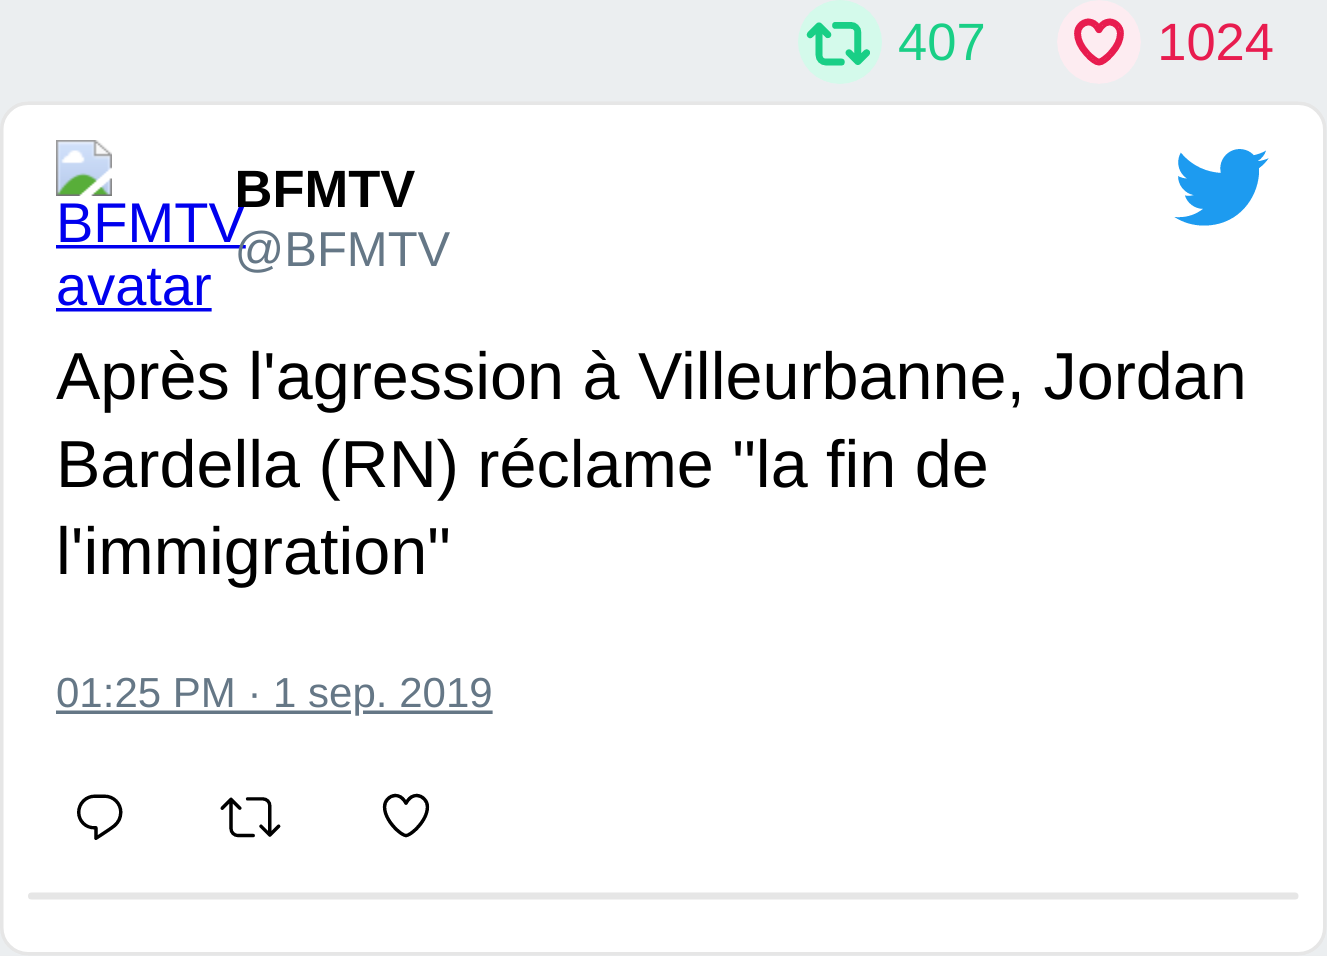 407 1024
BFMTV avatar
BFMTV
@BFMTV
Après l'agression à Villeurbanne, Jordan
Bardella (RN) réclame "la fin de
l'immigration"
01:25 PM · 1 sep. 2019